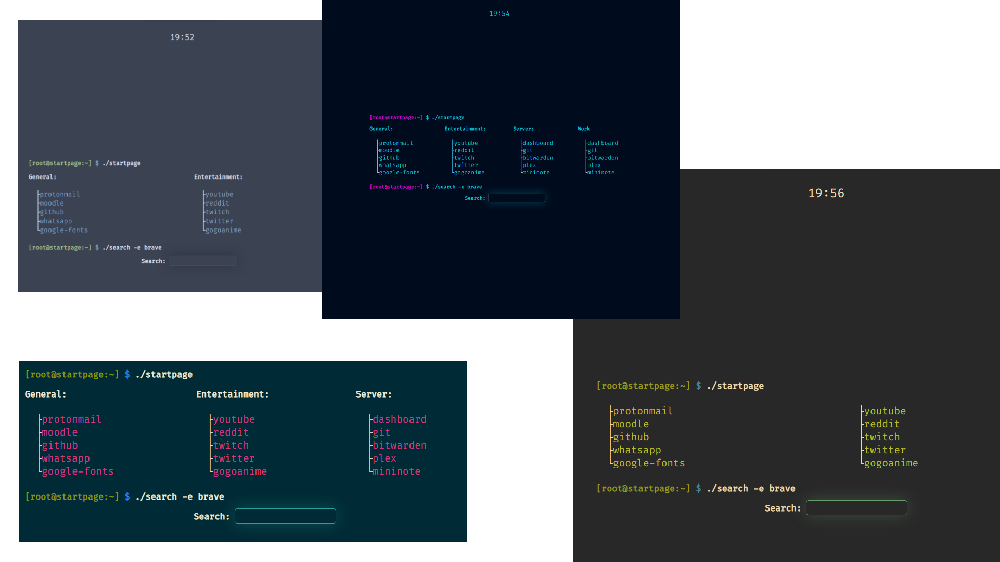 19:52
[root@startpage:~] $ ./startpage
General: Entertainment:
├protonmail ├youtube
├moodle ├reddit
├github ├twitch
├whatsapp ├twitter
└google-fonts └gogoanime
[root@startpage:~] $ ./search -e brave
Search:
19:54
[root@startpage:~] $ ./startpage
General: Entertainment: Server: Work
├protonmail ├youtube ├dashboard ├dashboard
├moodle ├reddit ├git ├git
├github ├twitch ├bitwarden ├bitwarden
├whatsapp ├twitter ├plex ├plex
└google-fonts └gogoanime └mininote └mininote
[root@startpage:~] $ ./search -e brave
Search:
[root@startpage:~] $ ./startpage
General: Entertainment: Server:
├protonmail ├youtube ├dashboard
├moodle ├reddit ├git
├github ├twitch ├bitwarden
├whatsapp ├twitter ├plex
└google-fonts └gogoanime └mininote
[root@startpage:~] $ ./search -e brave
Search:
19:56
[root@startpage:~] $ ./startpage
├protonmail ├youtube
├moodle ├reddit
├github ├twitch
├whatsapp ├twitter
└google-fonts └gogoanime
[root@startpage:~] $ ./search -e brave
Search: